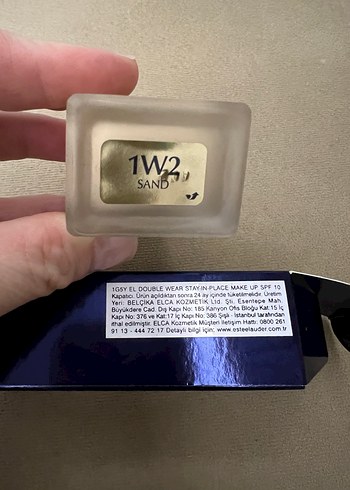 1W2
SAND
1G5Y EL DOUBLE WEAR STAY-IN-PLACE MAKE UP SPF 10
Kapatıcı. Ürün açıldıktan sonra 24 ay içinde tüketilmelidir. Üretim
Yeri: BELÇİKA ELCA KOZMETİK Ltd. Şti. Esentepe Mah.
Büyükdere Cad. Dış Kapı No: 185 Kanyon Ofis Bloğu Kat:15 İç
Kapı No: 376 ve Kat:17 İç Kapı No: 386 Şişli - İstanbul tarafından
ithal edilmiştir. ELCA Kozmetik Müşteri İletişim Hattı: 0800 261
91 13 - 444 72 17 Detaylı bilgi için; www.esteelauder.com.tr